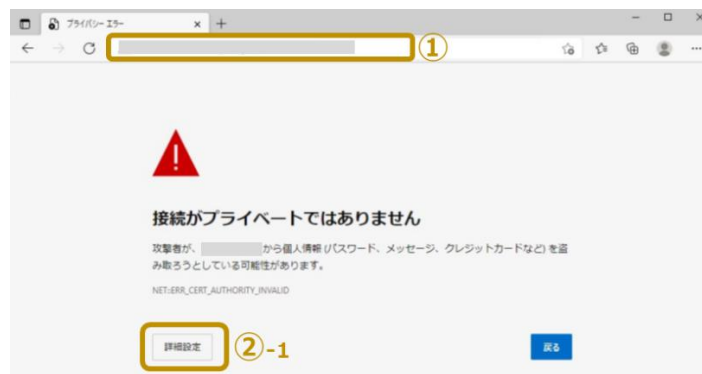 プライバシー エラー
①
接続がプライベートではありません
攻撃者が、 から個人情報 (パスワード、メッセージ、クレジットカードなど) を盗
み取ろうとしている可能性があります。
NET::ERR_CERT_AUTHORITY_INVALID
詳細設定
②-1
戻る